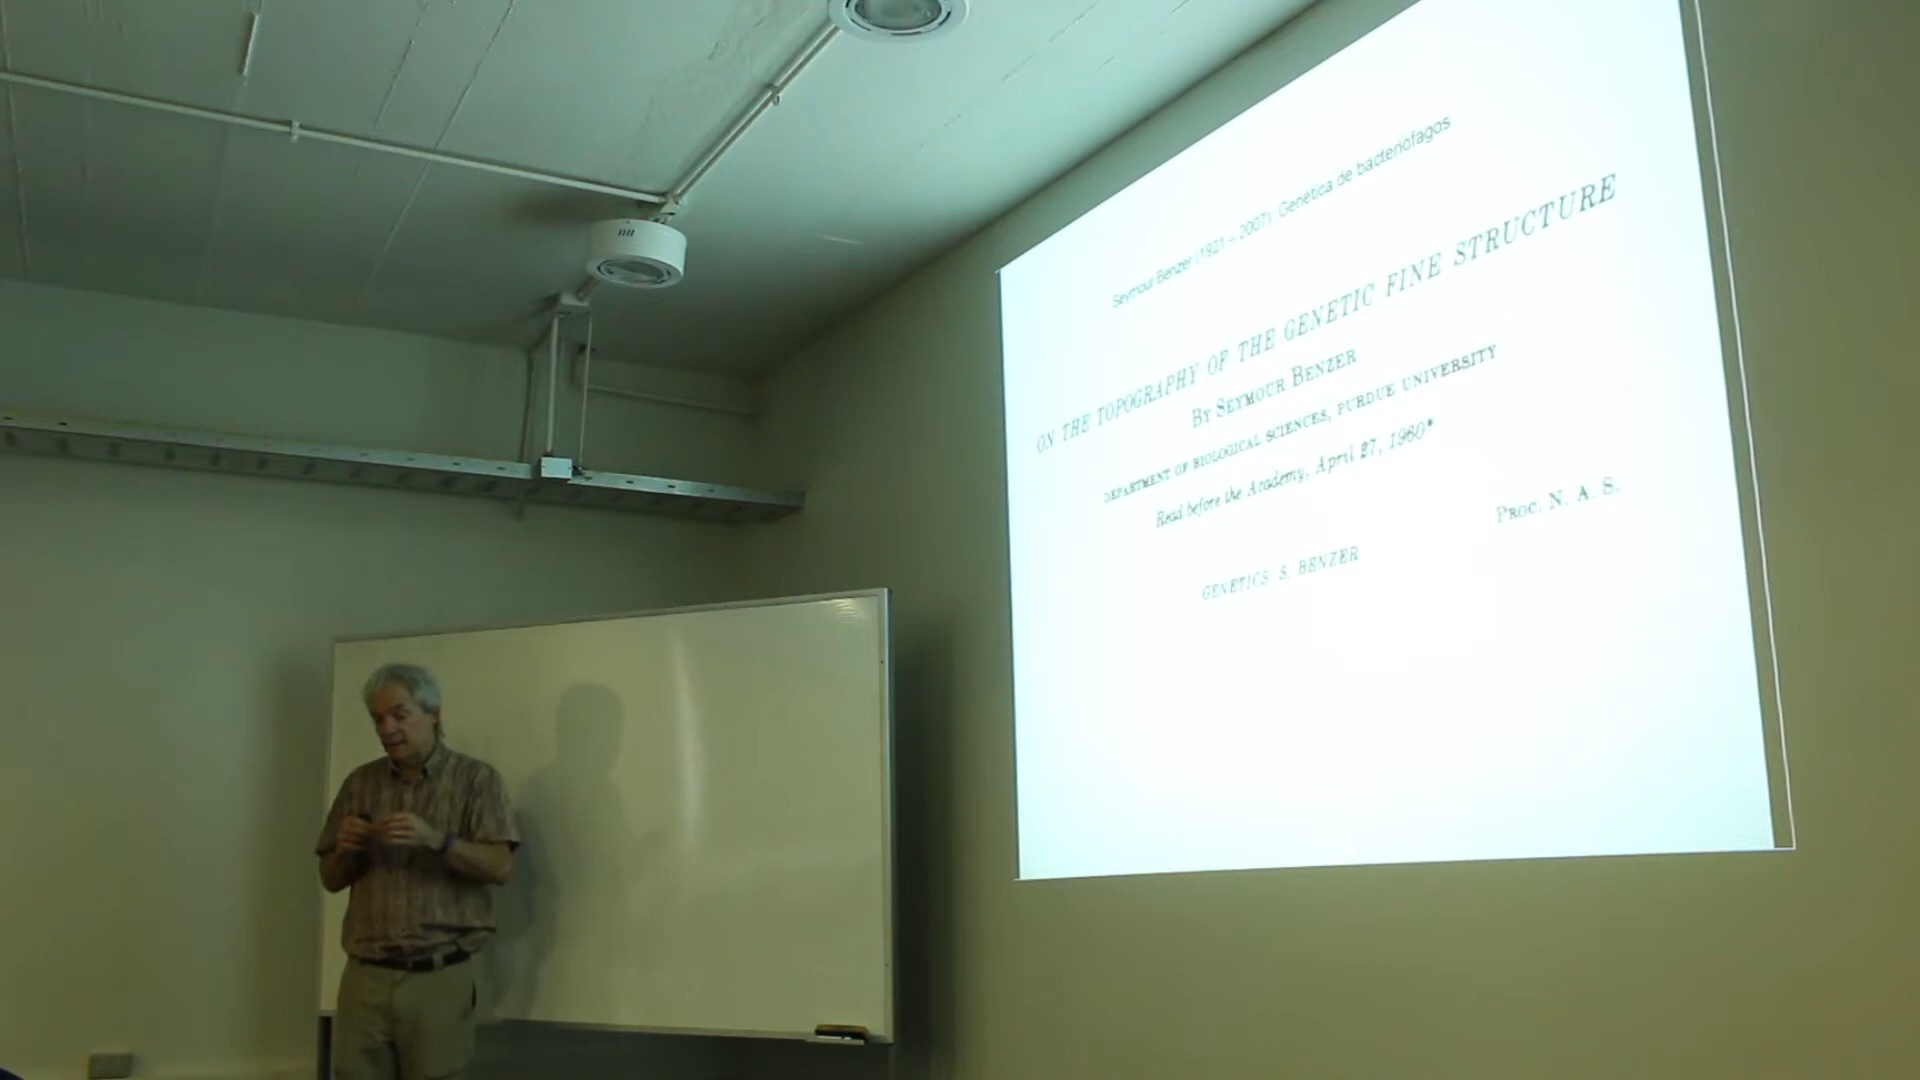 Seymour Benzer (1921 - 2007). Genética de bacteriófagos
ON THE TOPOGRAPHY OF THE GENETIC FINE STRUCTURE
BY SEYMOUR BENZER
DEPARTMENT OF BIOLOGICAL SCIENCES, PURDUE UNIVERSITY
Read before the Academy, April 27, 1960*
GENETICS: S. BENZER
PROC. N. A. S.